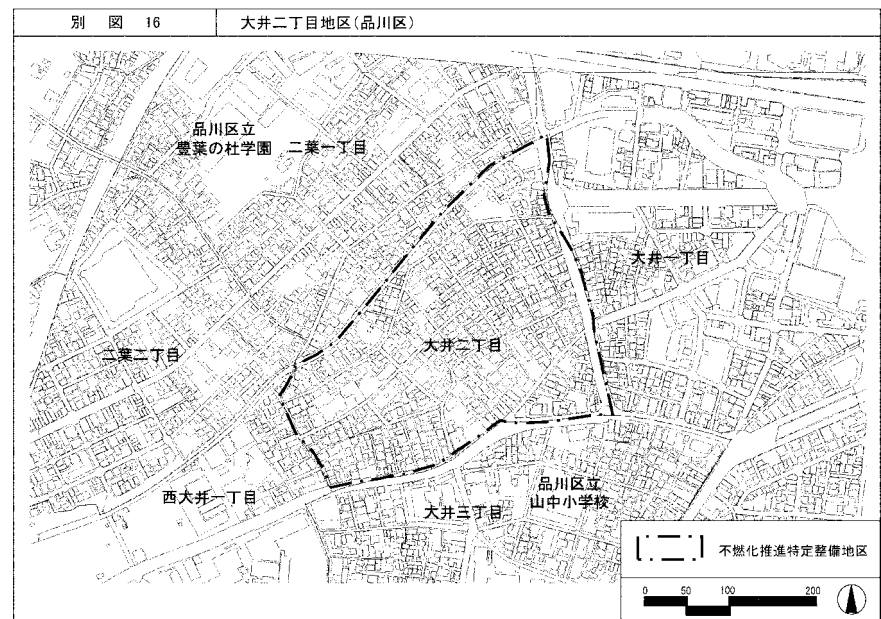 別図 16
大井二丁目地区(品川区)
品川区立
豊葉の杜学園
二葉一丁目
大井一丁目
二葉二丁目
大井二丁目
西大井一丁目
大井三丁目
品川区立
山中小学校
不燃化推進特定整備地区
0 50 100 200